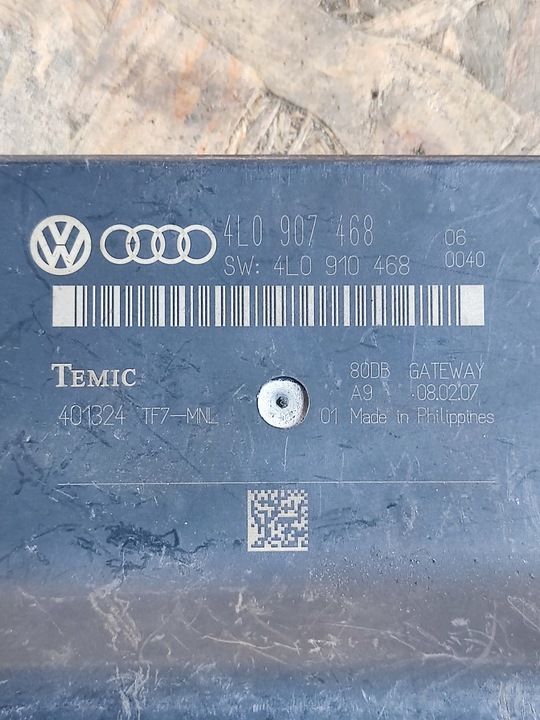 4L0 907 468 06
SW: 4L0 910 468 0040
TEMIC 80DB GATEWAY
A9 08.02.07
401324 TF7-MNL 01 Made in Philippines